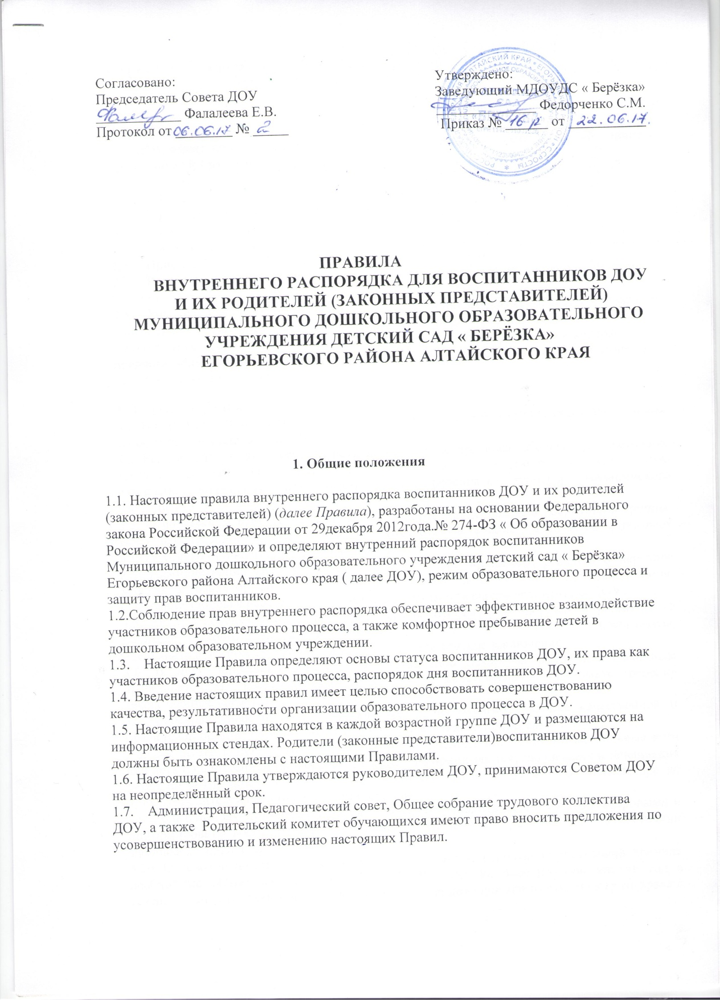 Согласовано:
Председатель Совета ДОУ
Фалалеева Е.В.
Протокол от 06.06.17 № 2
Утверждено:
Заведующий МДОУДС « Берёзка»
Федорченко С.М.
Приказ № 16 р от 22.06.17.
АЛТАЙСКИЙ КРАЙ
С.СРОСТЫ
ПРАВИЛА
ВНУТРЕННЕГО РАСПОРЯДКА ДЛЯ ВОСПИТАННИКОВ ДОУ
И ИХ РОДИТЕЛЕЙ (ЗАКОННЫХ ПРЕДСТАВИТЕЛЕЙ)
МУНИЦИПАЛЬНОГО ДОШКОЛЬНОГО ОБРАЗОВАТЕЛЬНОГО
УЧРЕЖДЕНИЯ ДЕТСКИЙ САД « БЕРЁЗКА»
ЕГОРЬЕВСКОГО РАЙОНА АЛТАЙСКОГО КРАЯ
1. Общие положения
1.1. Настоящие правила внутреннего распорядка воспитанников ДОУ и их родителей
(законных представителей) (далее Правила), разработаны на основании Федерального
закона Российской Федерации от 29декабря 2012года.№ 274-ФЗ « Об образовании в
Российской Федерации» и определяют внутренний распорядок воспитанников
Муниципального дошкольного образовательного учреждения детский сад « Берёзка»
Егорьевского района Алтайского края ( далее ДОУ), режим образовательного процесса и
защиту прав воспитанников.
1.2.Соблюдение прав внутреннего распорядка обеспечивает эффективное взаимодействие
участников образовательного процесса, а также комфортное пребывание детей в
дошкольном образовательном учреждении.
1.3. Настоящие Правила определяют основы статуса воспитанников ДОУ, их права как
участников образовательного процесса, распорядок дня воспитанников ДОУ.
1.4. Введение настоящих правил имеет целью способствовать совершенствованию
качества, результативности организации образовательного процесса в ДОУ.
1.5. Настоящие Правила находятся в каждой возрастной группе ДОУ и размещаются на
информационных стендах. Родители (законные представители)воспитанников ДОУ
должны быть ознакомлены с настоящими Правилами.
1.6. Настоящие Правила утверждаются руководителем ДОУ, принимаются Советом ДОУ
на неопределённый срок.
1.7. Администрация, Педагогический совет, Общее собрание трудового коллектива
ДОУ, а также Родительский комитет обучающихся имеют право вносить предложения по
усовершенствованию и изменению настоящих Правил.